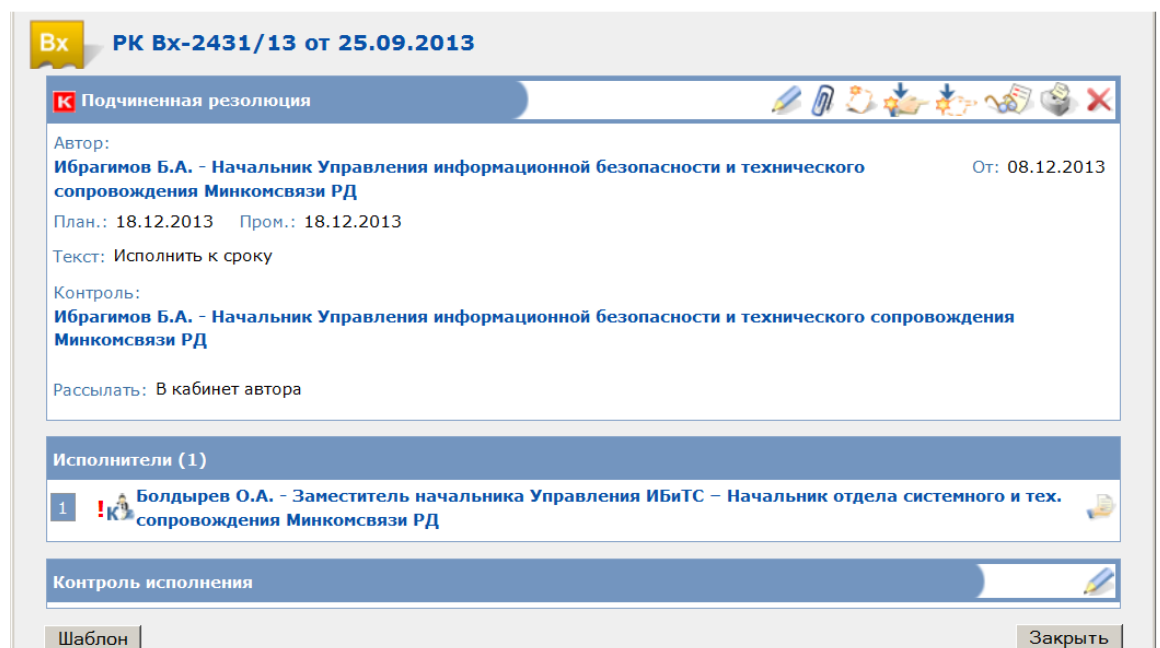 Вх РК Вх-2431/13 от 25.09.2013
К Подчиненная резолюция
Автор:
Ибрагимов Б.А. - Начальник Управления информационной безопасности и технического От: 08.12.2013
сопровождения Минкомсвязи РД
План.: 18.12.2013 Пром.: 18.12.2013
Текст: Исполнить к сроку
Контроль:
Ибрагимов Б.А. - Начальник Управления информационной безопасности и технического сопровождения
Минкомсвязи РД
Рассылать: В кабинет автора
Исполнители (1)
1 !К Болдырев О.А. - Заместитель начальника Управления ИБиТС – Начальник отдела системного и тех.
сопровождения Минкомсвязи РД
Контроль исполнения
Шаблон Закрыть